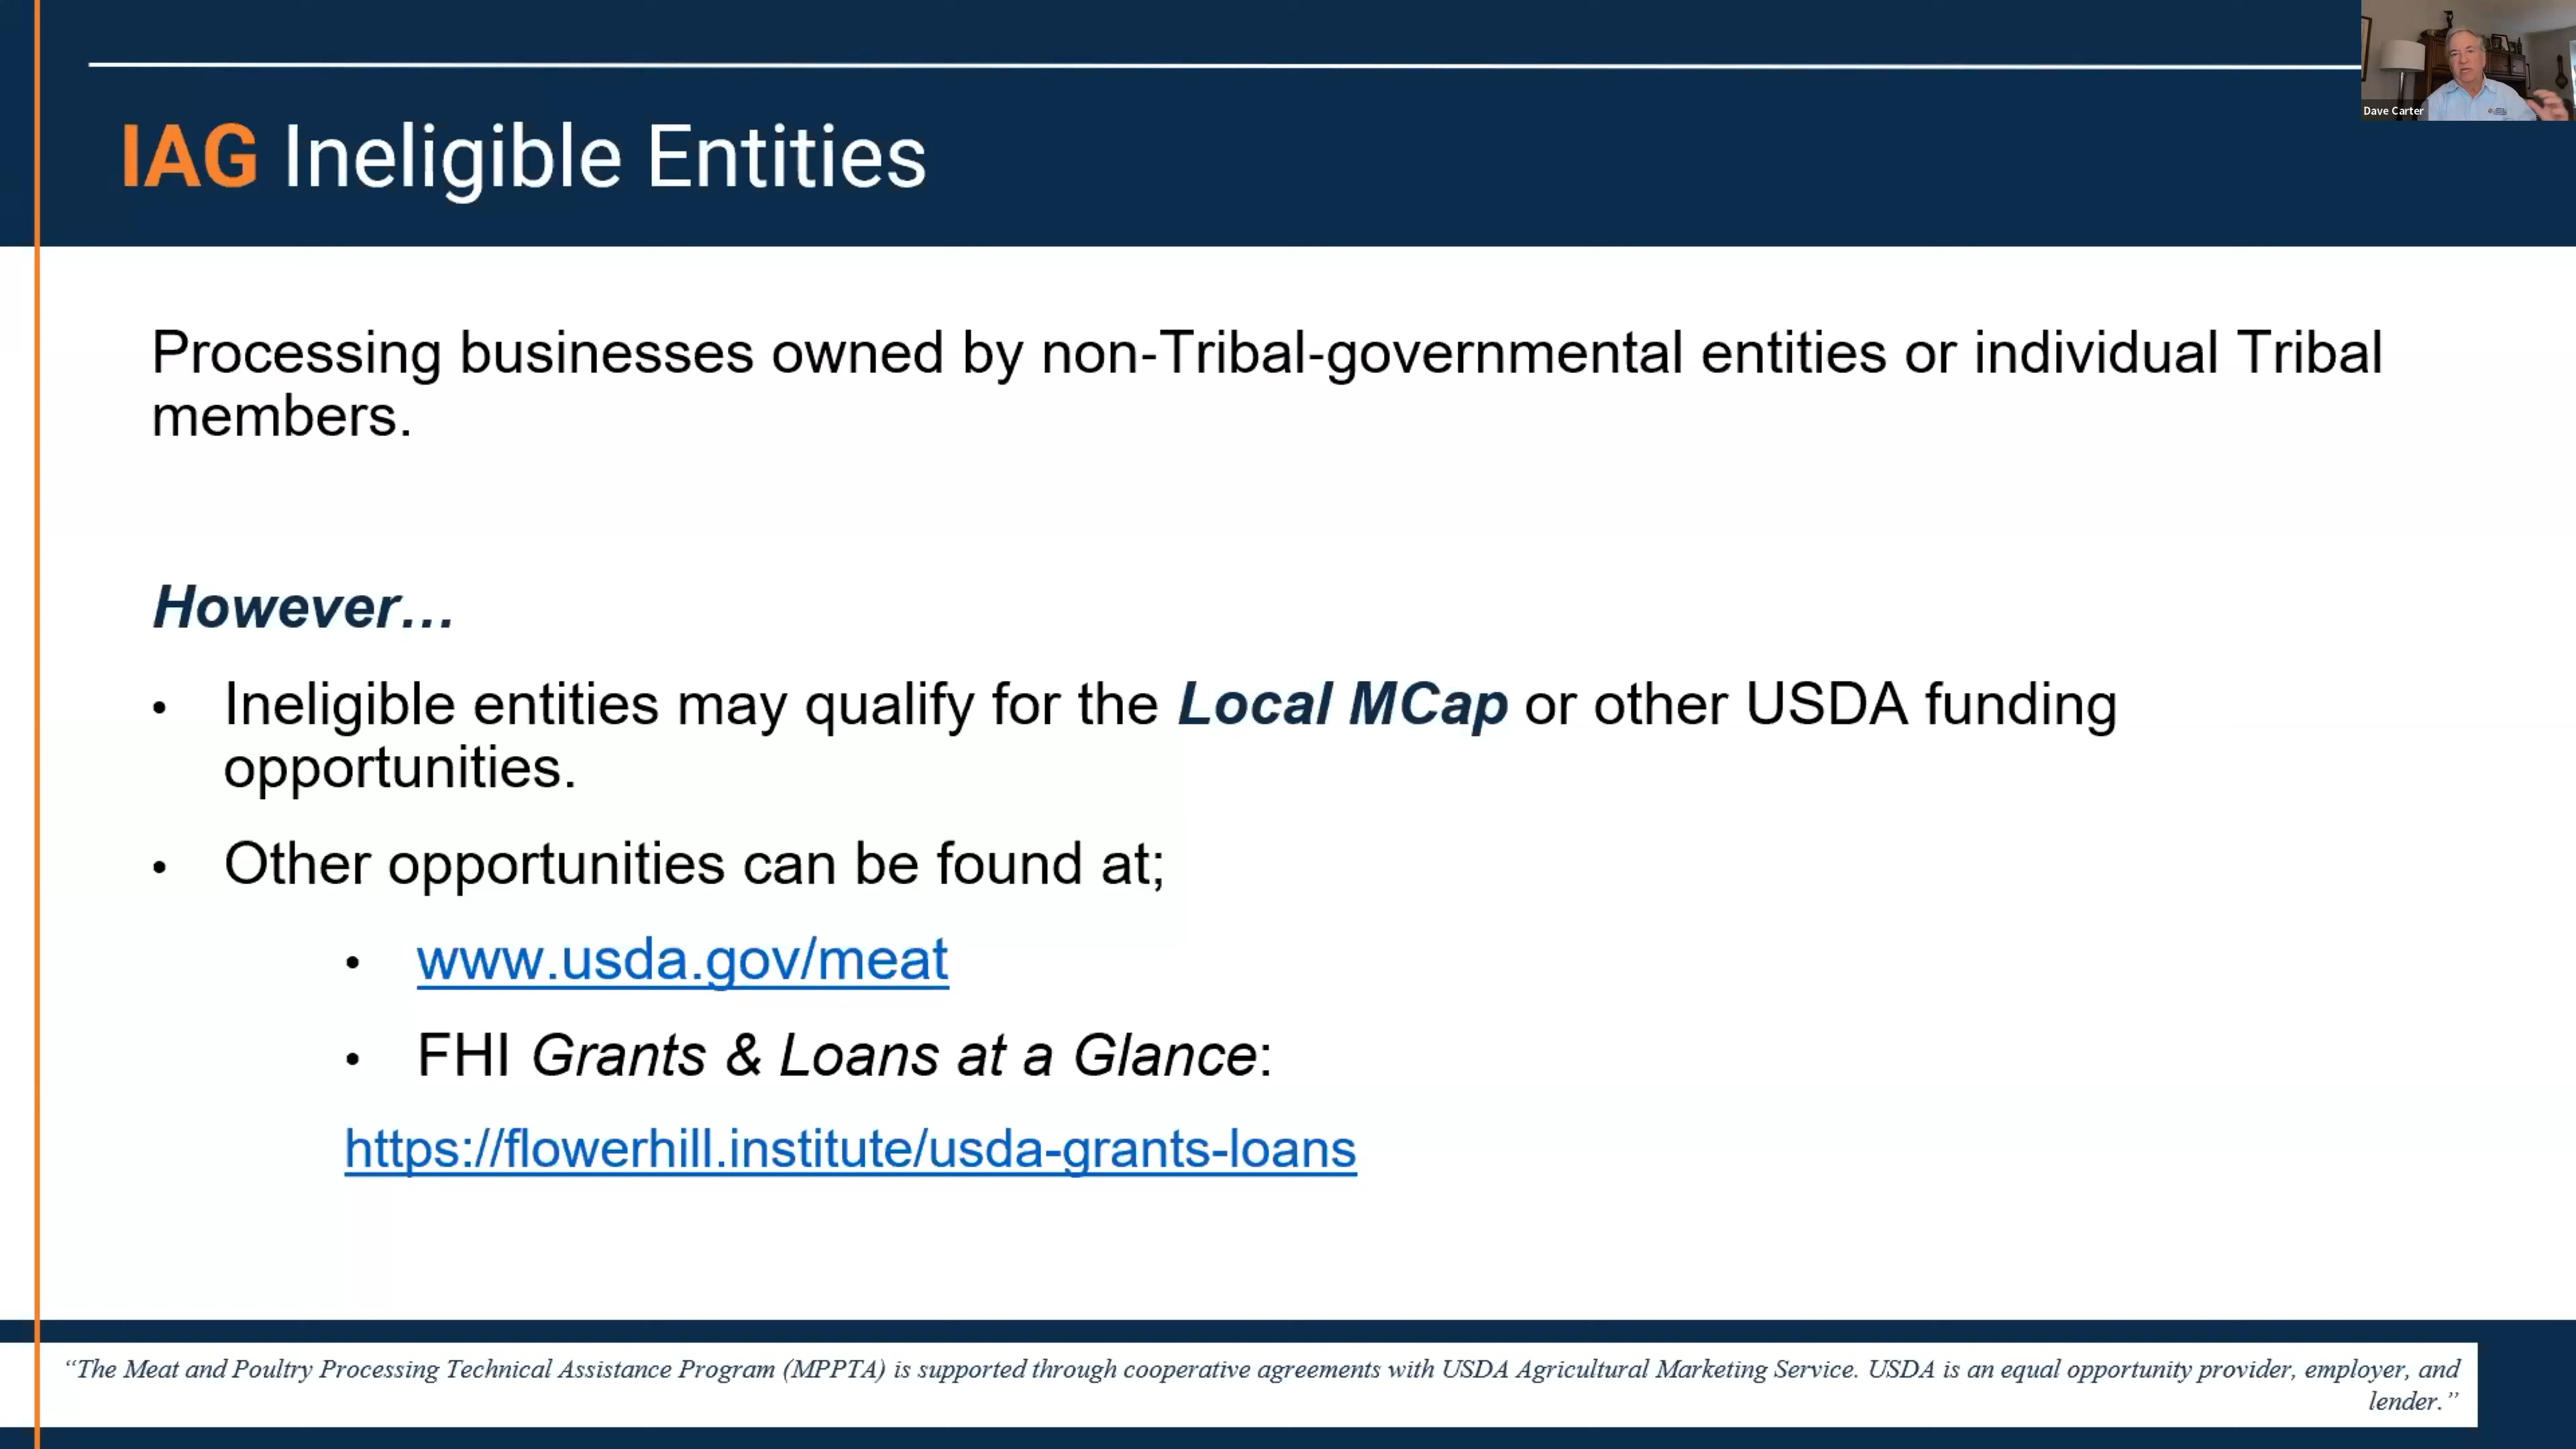 Dave Carter
IAG Ineligible Entities
Processing businesses owned by non-Tribal-governmental entities or individual Tribal
members.
However…
• Ineligible entities may qualify for the Local MCap or other USDA funding
opportunities.
• Other opportunities can be found at;
• www.usda.gov/meat
• FHI Grants & Loans at a Glance:
https://flowerhill.institute/usda-grants-loans
“The Meat and Poultry Processing Technical Assistance Program (MPPTA) is supported through cooperative agreements with USDA Agricultural Marketing Service. USDA is an equal opportunity provider, employer, and
lender.”